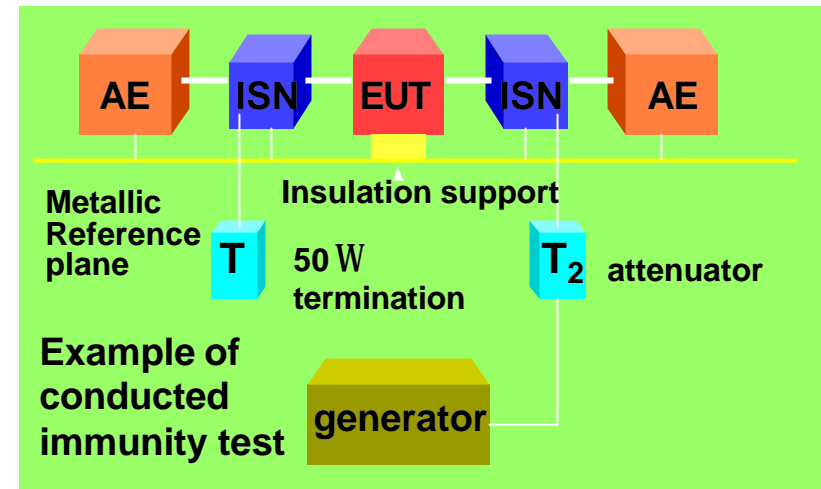 AE ISN EUT ISN AE
Insulation support
Metallic
Reference
plane
T
50 W
termination
T₂
attenuator
Example of
conducted
immunity test
generator